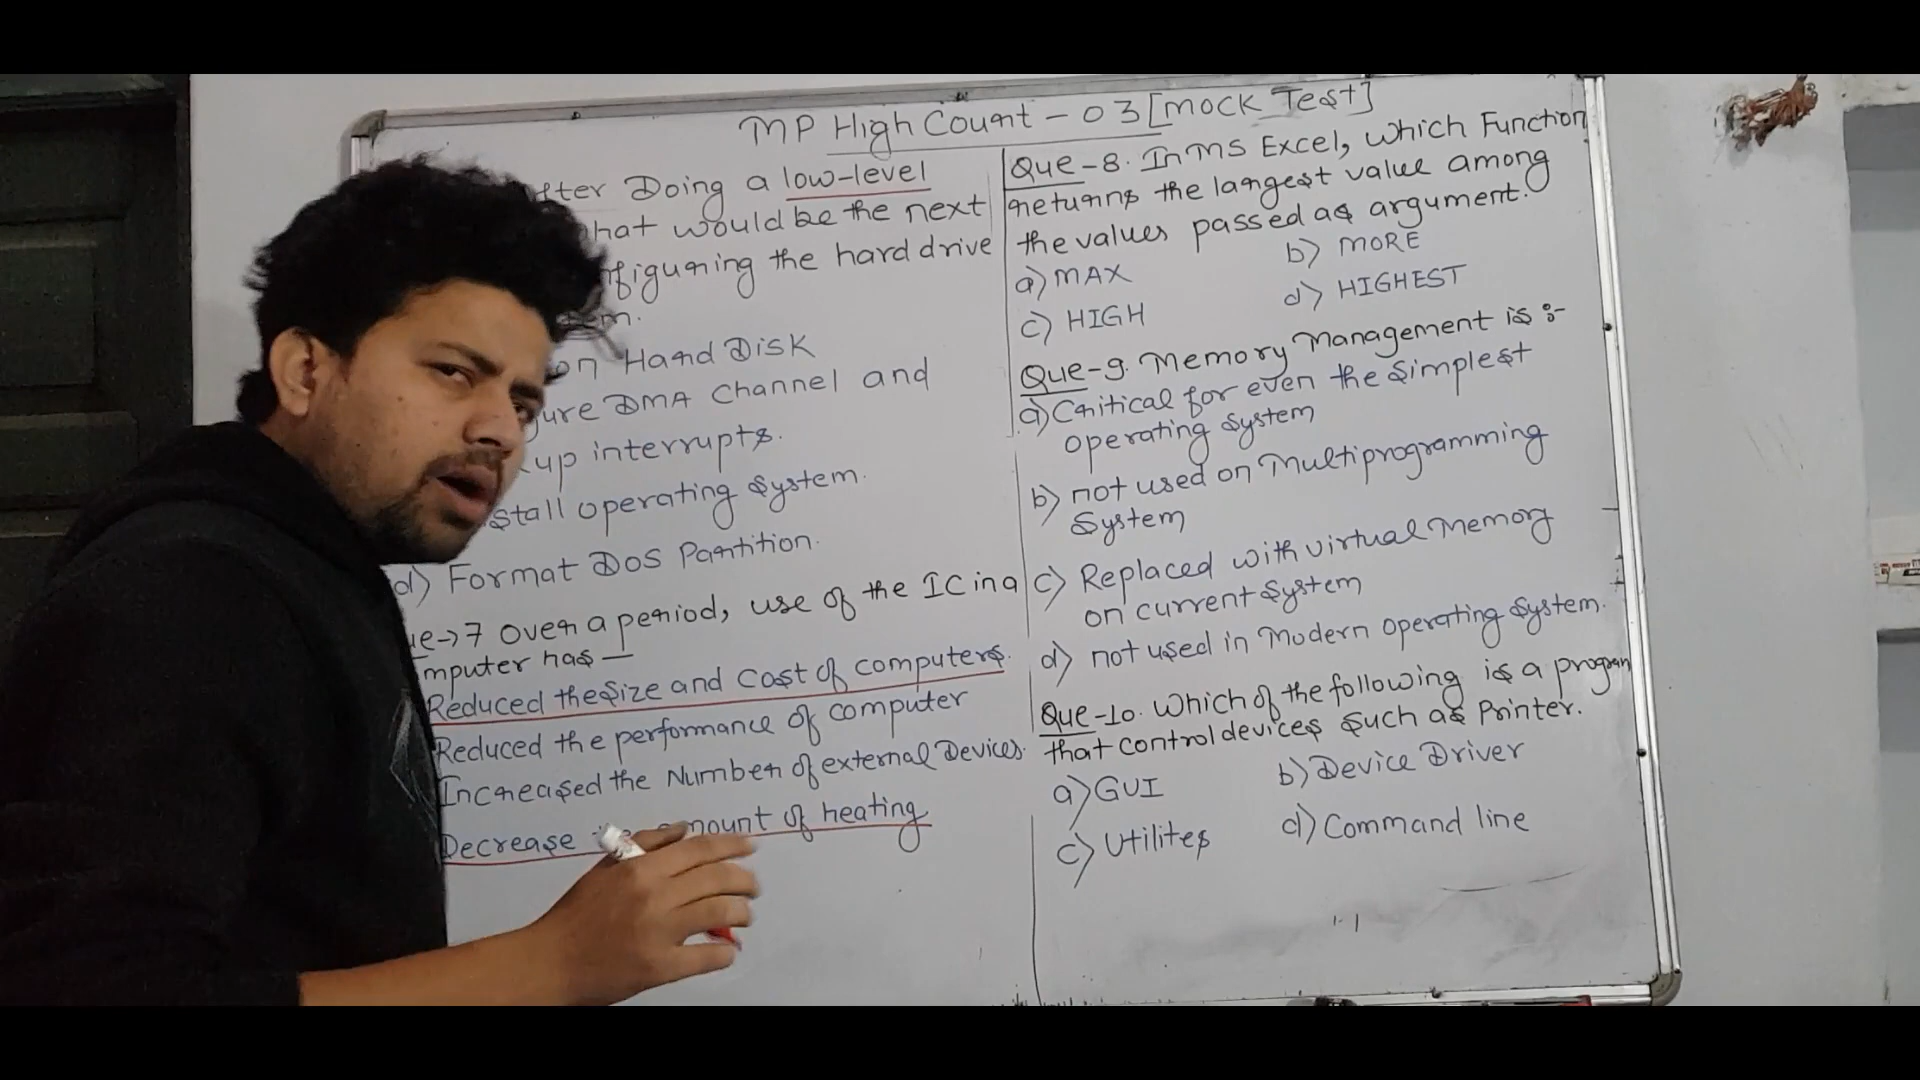 MP High Count - 03 [Mock Test]
fter Doing a low-level
hat would be the next
figuring the hard drive
em.
on Hard Disk
ure DMA Channel and
up interrupts.
stall operating System.
d) Format DOS Partition.
ue->7 Over a period, use of the IC in a
mputer has —
Reduced the Size and Cost of computers.
Reduced the performance of computer
Increased the Number of external Devices.
Decrease amount of heating
Que-8. In MS Excel, which Function
returns the largest value among
the values passed as argument.
a) MAX b) MORE
c) HIGH d) HIGHEST
Que-9. Memory Management is :-
a) Critical for even the Simplest
operating System
b) not used on Multiprogramming
System
c) Replaced with virtual Memory
on current System
d) not used in Modern operating System.
Que-10. Which of the following is a program
that control devices Such as Printer.
a) GUI b) Device Driver
c) Utilites d) Command line